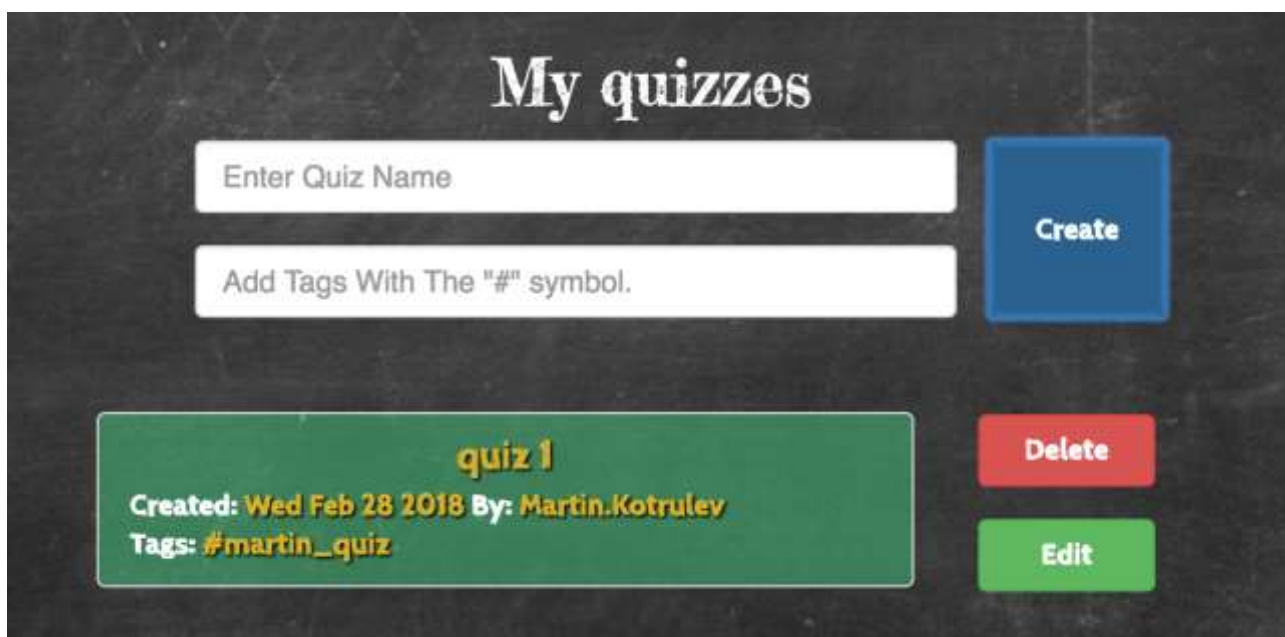 My quizzes
Enter Quiz Name
Create
Add Tags With The "#" symbol.
quiz 1
Created: Wed Feb 28 2018 By: Martin.Kotrulev
Tags: #martin_quiz
Delete
Edit